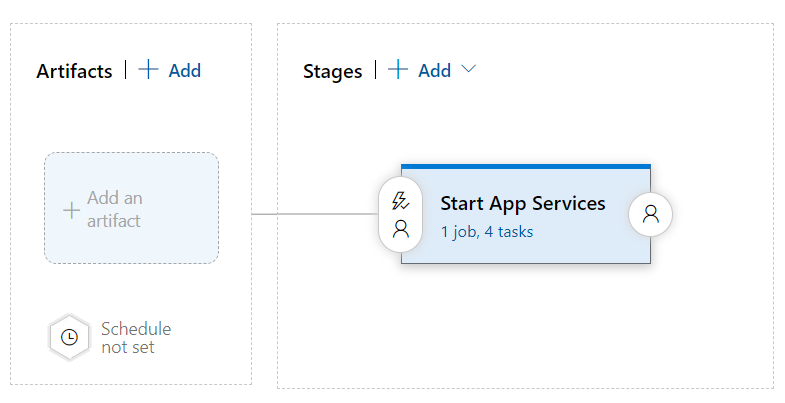 Artifacts | + Add
Stages | + Add
+ Add an
artifact
Start App Services
1 job, 4 tasks
Schedule
not set